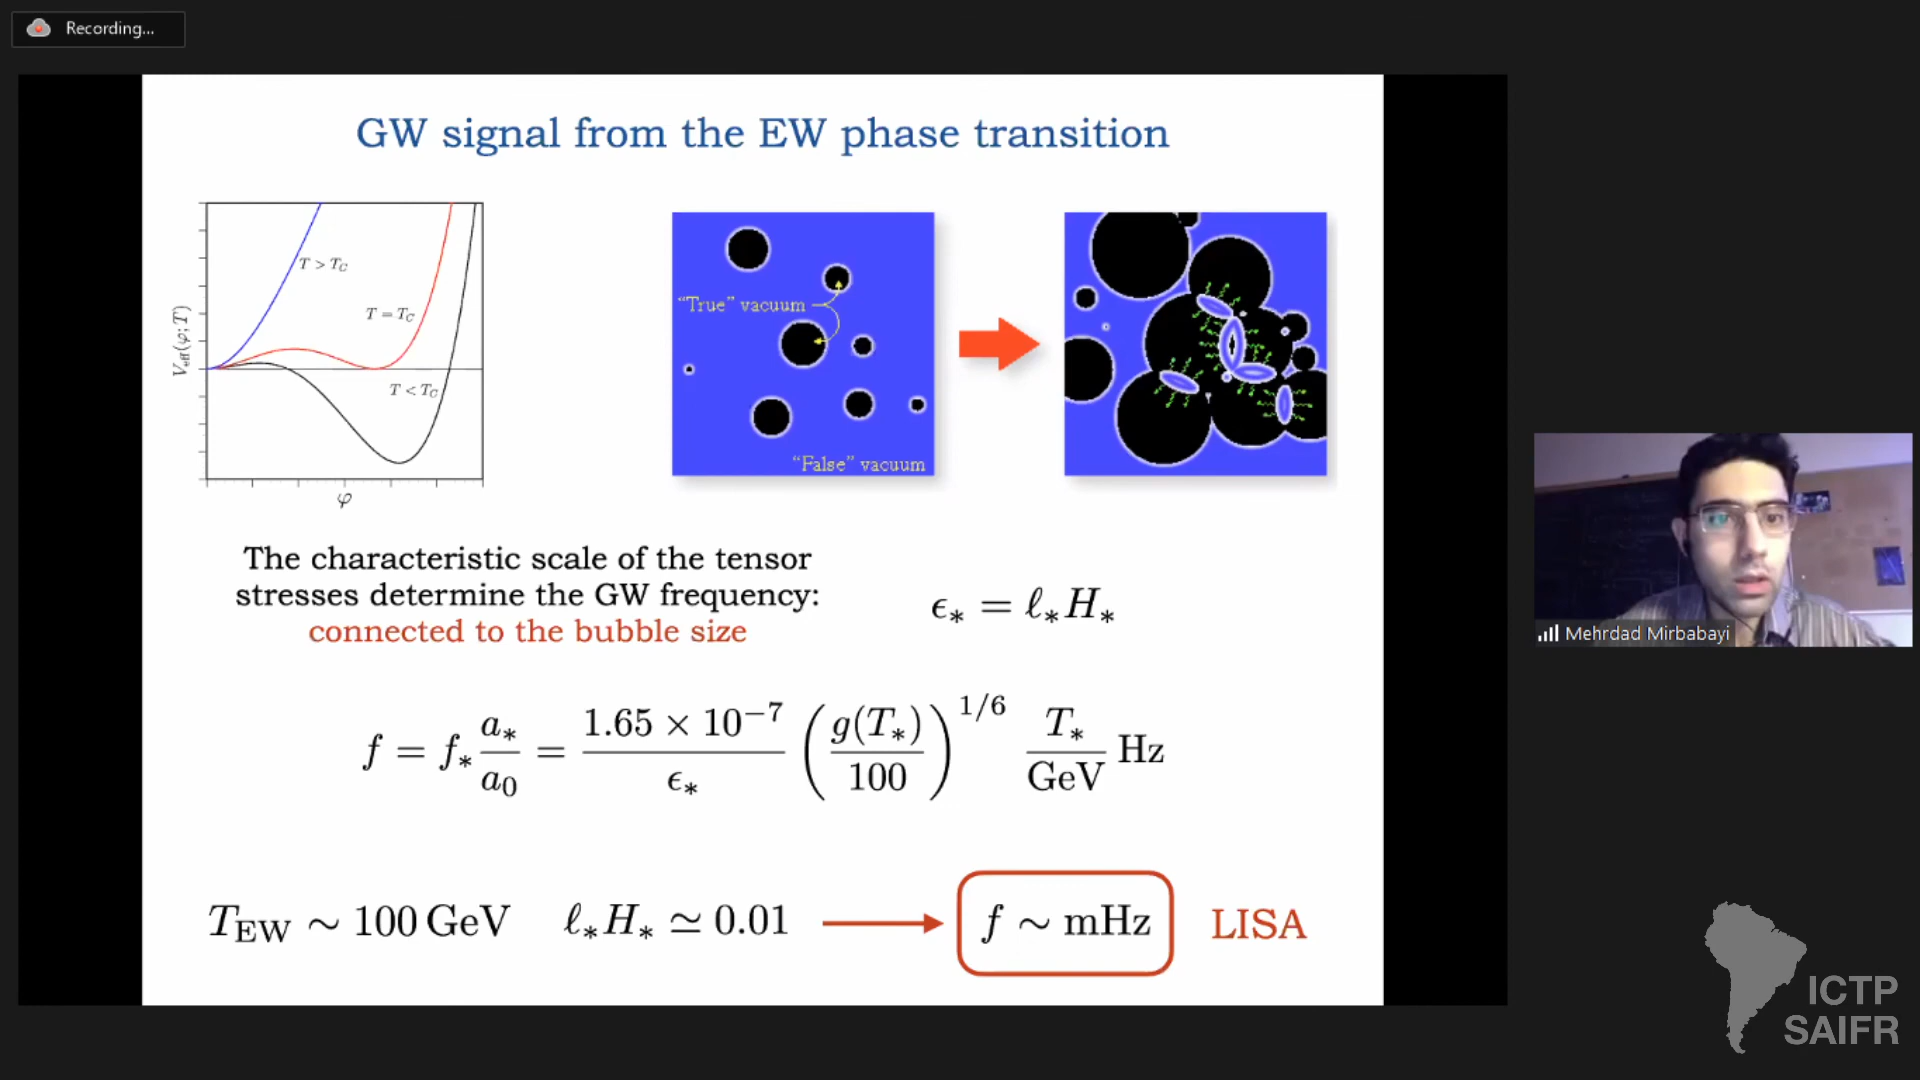 Recording...
GW signal from the EW phase transition
V_eff(φ;T)
T > T_C
T = T_C
T < T_C
φ
"True" vacuum
"False" vacuum
The characteristic scale of the tensor
stresses determine the GW frequency:
connected to the bubble size
ϵ_* = ℓ_* H_*
f = f_* a_*/a_0 = 1.65 × 10^−7/ϵ_* (g(T_*)/100)^1/6 T_*/GeV Hz
T_EW ∼ 100 GeV ℓ_* H_* ≃ 0.01 f ∼ mHz LISA
Mehrdad Mirbabayi
ICTP
SAIFR